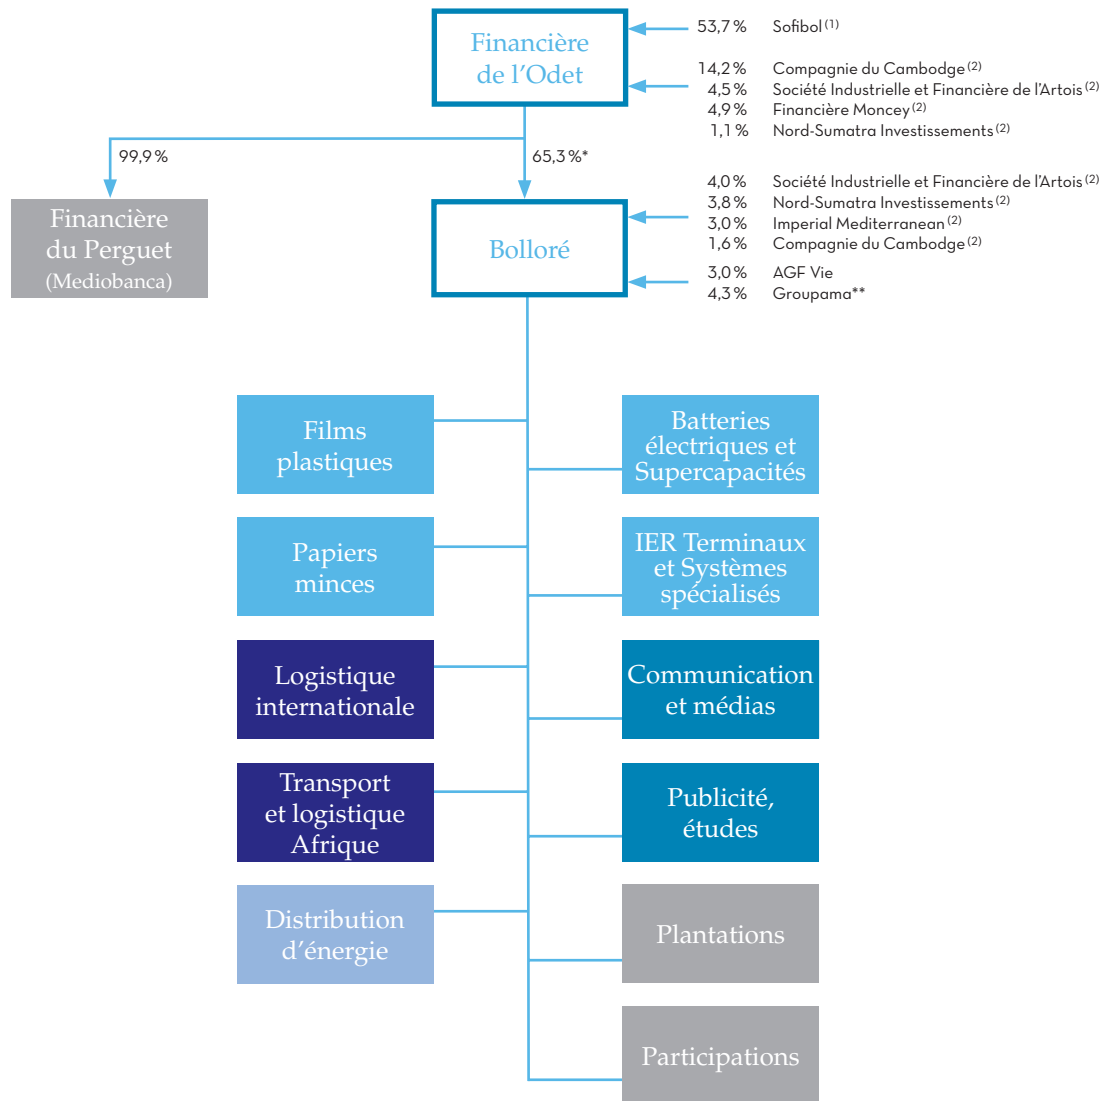 Financière
de l’Odet
53,7 % Sofibol (1)
14,2 % Compagnie du Cambodge (2)
4,5 % Société Industrielle et Financière de l’Artois (2)
4,9 % Financière Moncey (2)
1,1 % Nord-Sumatra Investissements (2)
99,9 %
65,3 %*
Financière
du Perguet
(Mediobanca)
Bolloré
4,0 % Société Industrielle et Financière de l’Artois (2)
3,8 % Nord-Sumatra Investissements (2)
3,0 % Imperial Mediterranean (2)
1,6 % Compagnie du Cambodge (2)
3,0 % AGF Vie
4,3 % Groupama**
Films
plastiques
Batteries
électriques et
Supercapacités
Papiers
minces
IER Terminaux
et Systèmes
spécialisés
Logistique
internationale
Communication
et médias
Transport
et logistique
Afrique
Publicité,
études
Distribution
d’énergie
Plantations
Participations